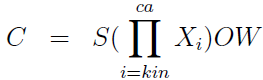 C = S(∏_{i=kin}^{ca} X_i)OW